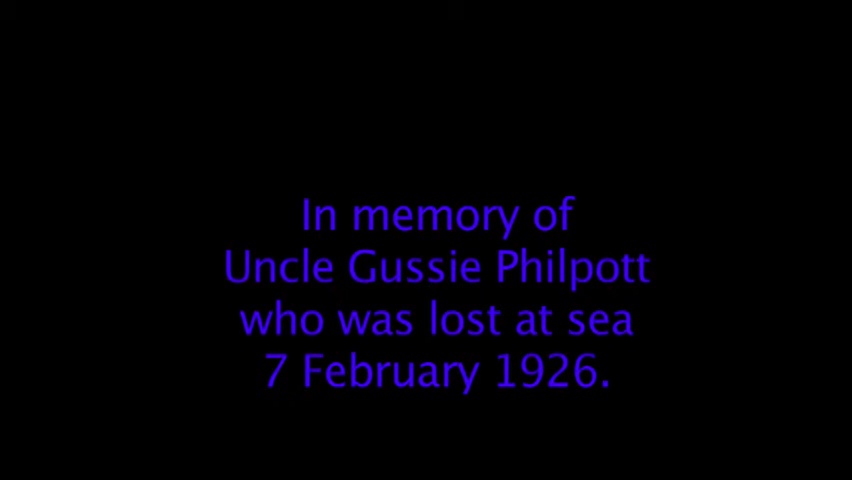 In memory of
Uncle Gussie Philpott
who was lost at sea
7 February 1926.